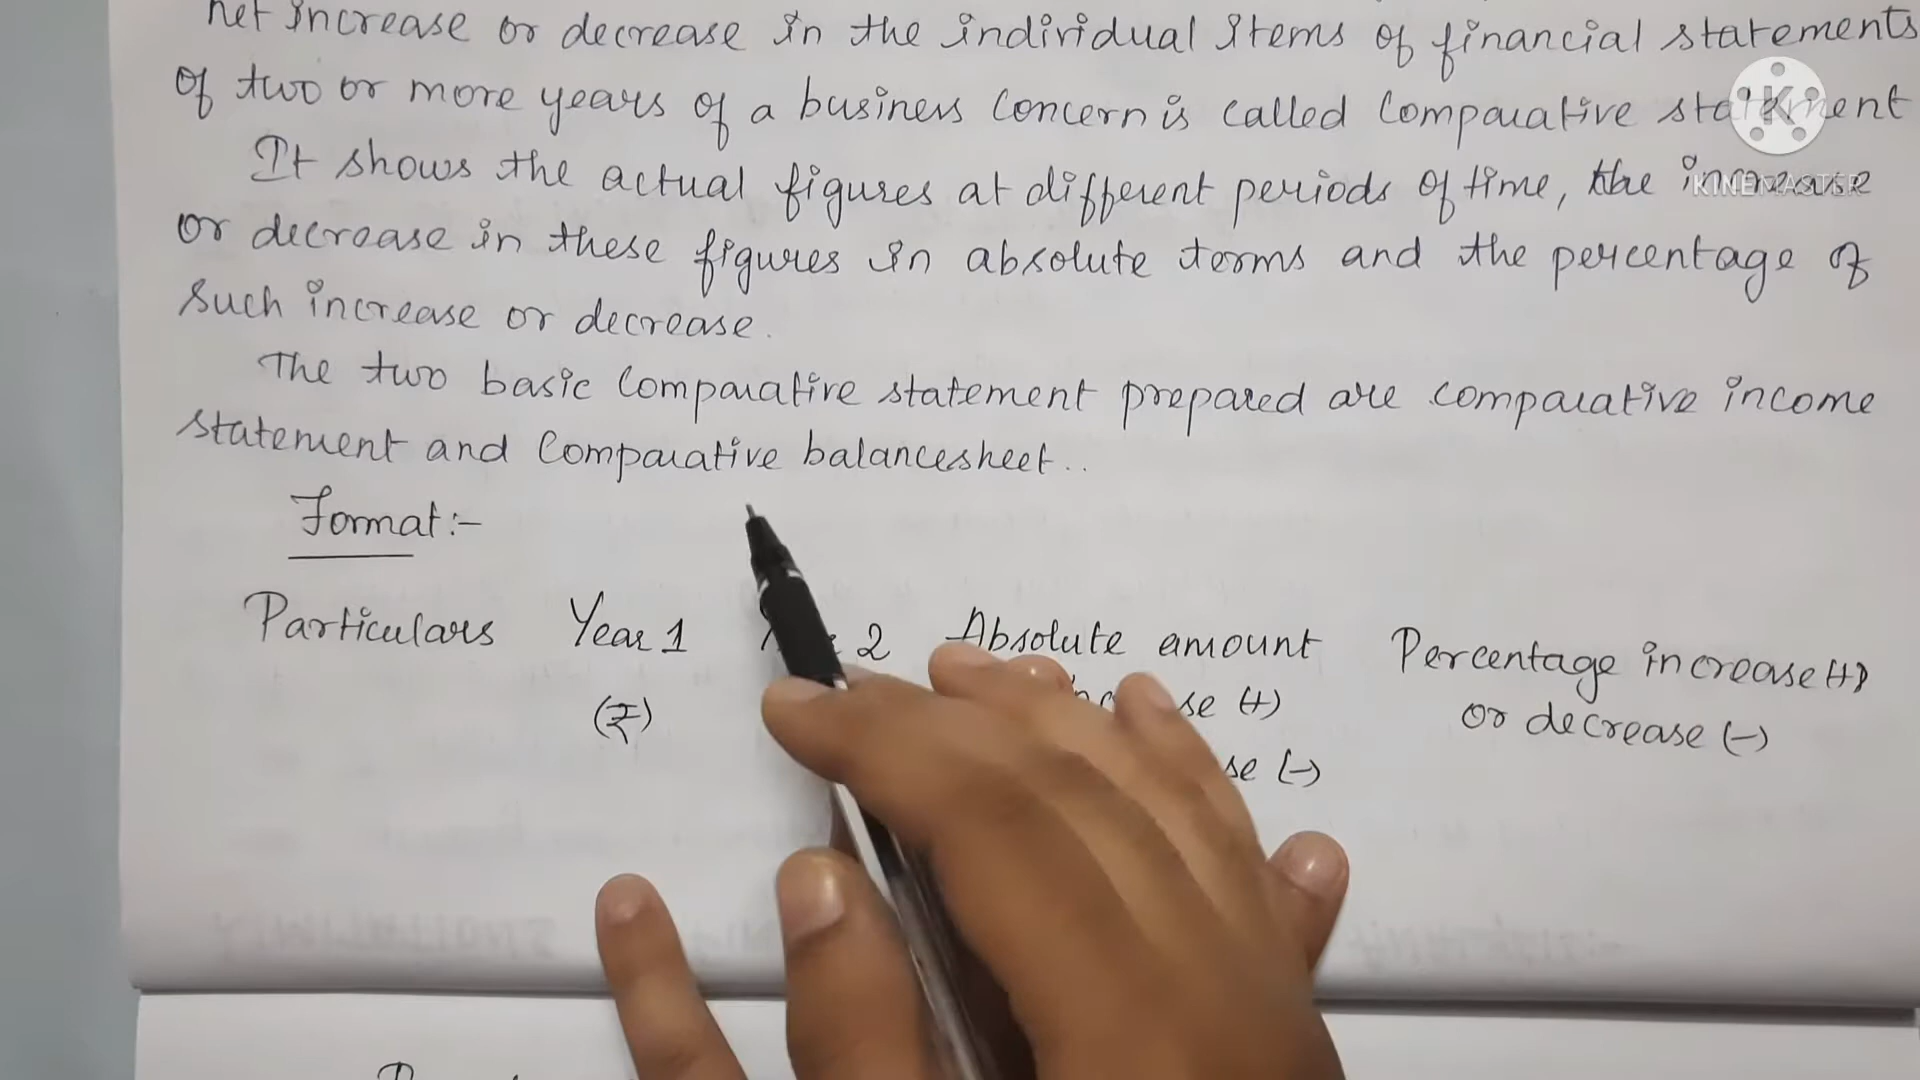 net increase or decrease in the individual items of financial statements
of two or more years of a business concern is called comparative statement
It shows the actual figures at different periods of time, the increase
or decrease in these figures in absolute terms and the percentage of
such increase or decrease.
The two basic comparative statement prepared are comparative income
statement and comparative balancesheet..
Format:-
Particulars Year 1 2 Absolute amount Percentage increase (+)
(₹) (+) or decrease (-)
(-)
K
KINEMASTER